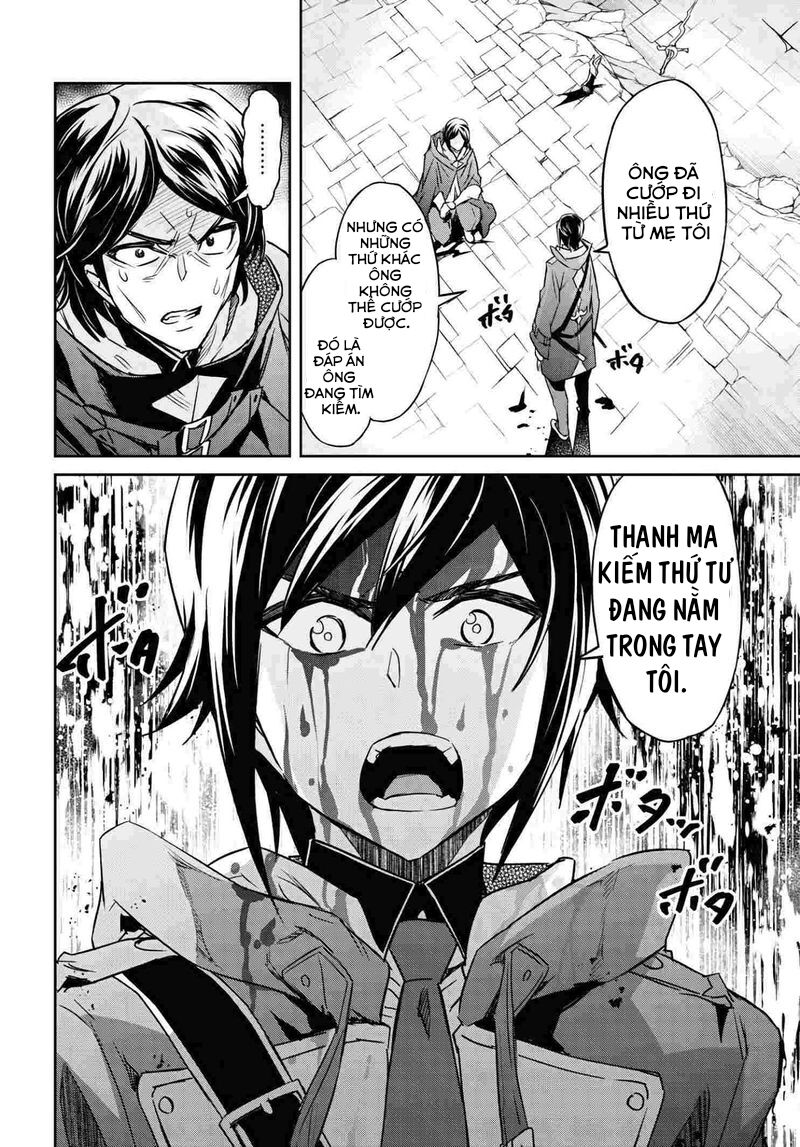 ÔNG ĐÃ
CƯỚP ĐI
NHIỀU THỨ
TỪ MẸ TÔI
NHƯNG CÓ
NHỮNG
THỨ KHÁC
ÔNG
KHÔNG
THỂ CƯỚP
ĐƯỢC.
ĐÓ LÀ
ĐÁP ÁN
ÔNG
ĐANG TÌM
KIẾM.
ボタ
ボタ
………
THANH MA
KIẾM THỨ TƯ
ĐANG NẰM
TRONG TAY
TÔI.
ボタッ
ボタ
ボタ